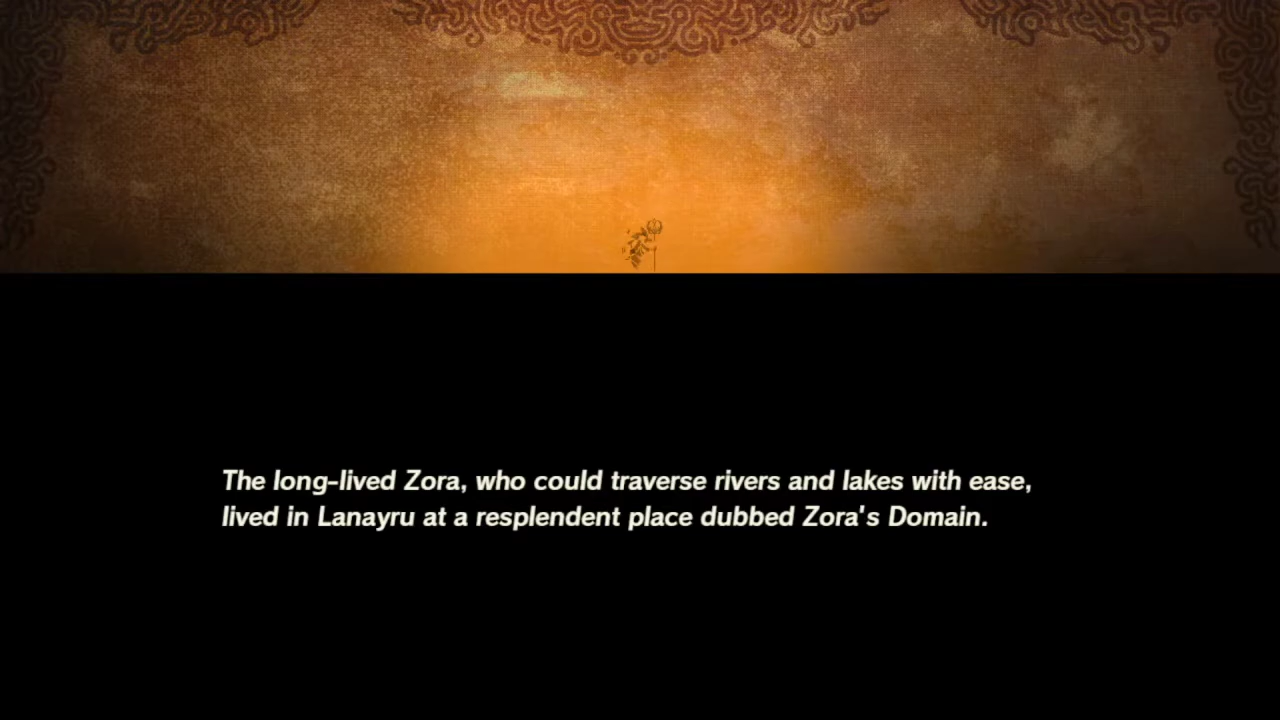 The long-lived Zora, who could traverse rivers and lakes with ease,
lived in Lanayru at a resplendent place dubbed Zora's Domain.